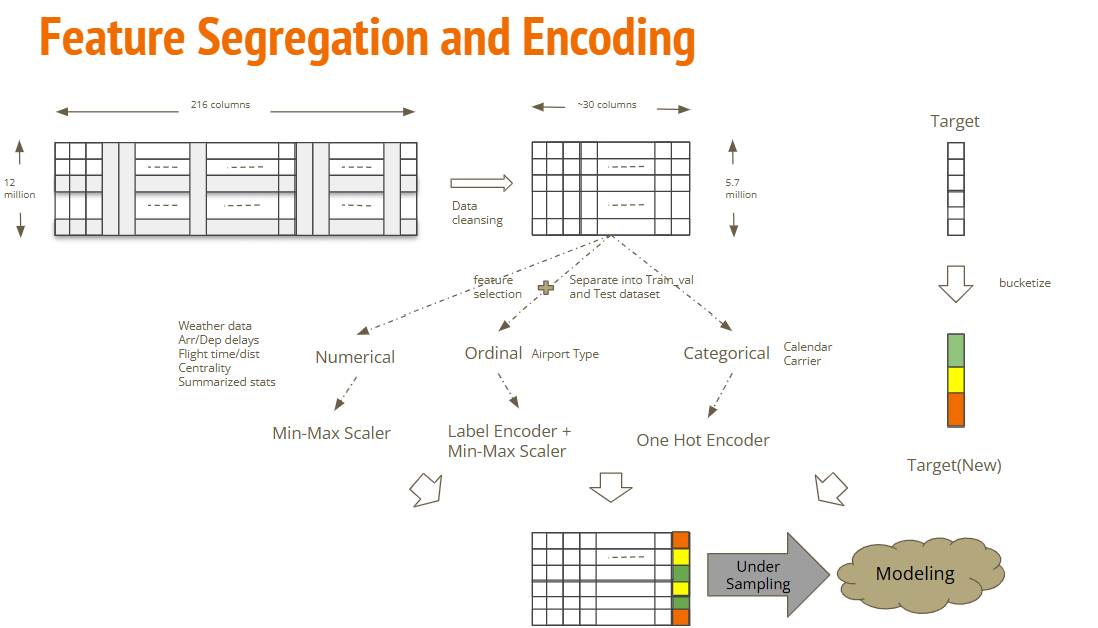 Feature Segregation and Encoding
216 columns
~30 columns
Target
12
million
Data
cleansing
5.7
million
feature
selection
Separate into Train_val
and Test dataset
bucketize
Weather data
Arr/Dep delays
Flight time/dist
Centrality
Summarized stats
Numerical
Ordinal
Airport Type
Categorical
Calendar
Carrier
Min-Max Scaler
Label Encoder +
Min-Max Scaler
One Hot Encoder
Target(New)
Under
Sampling
Modeling